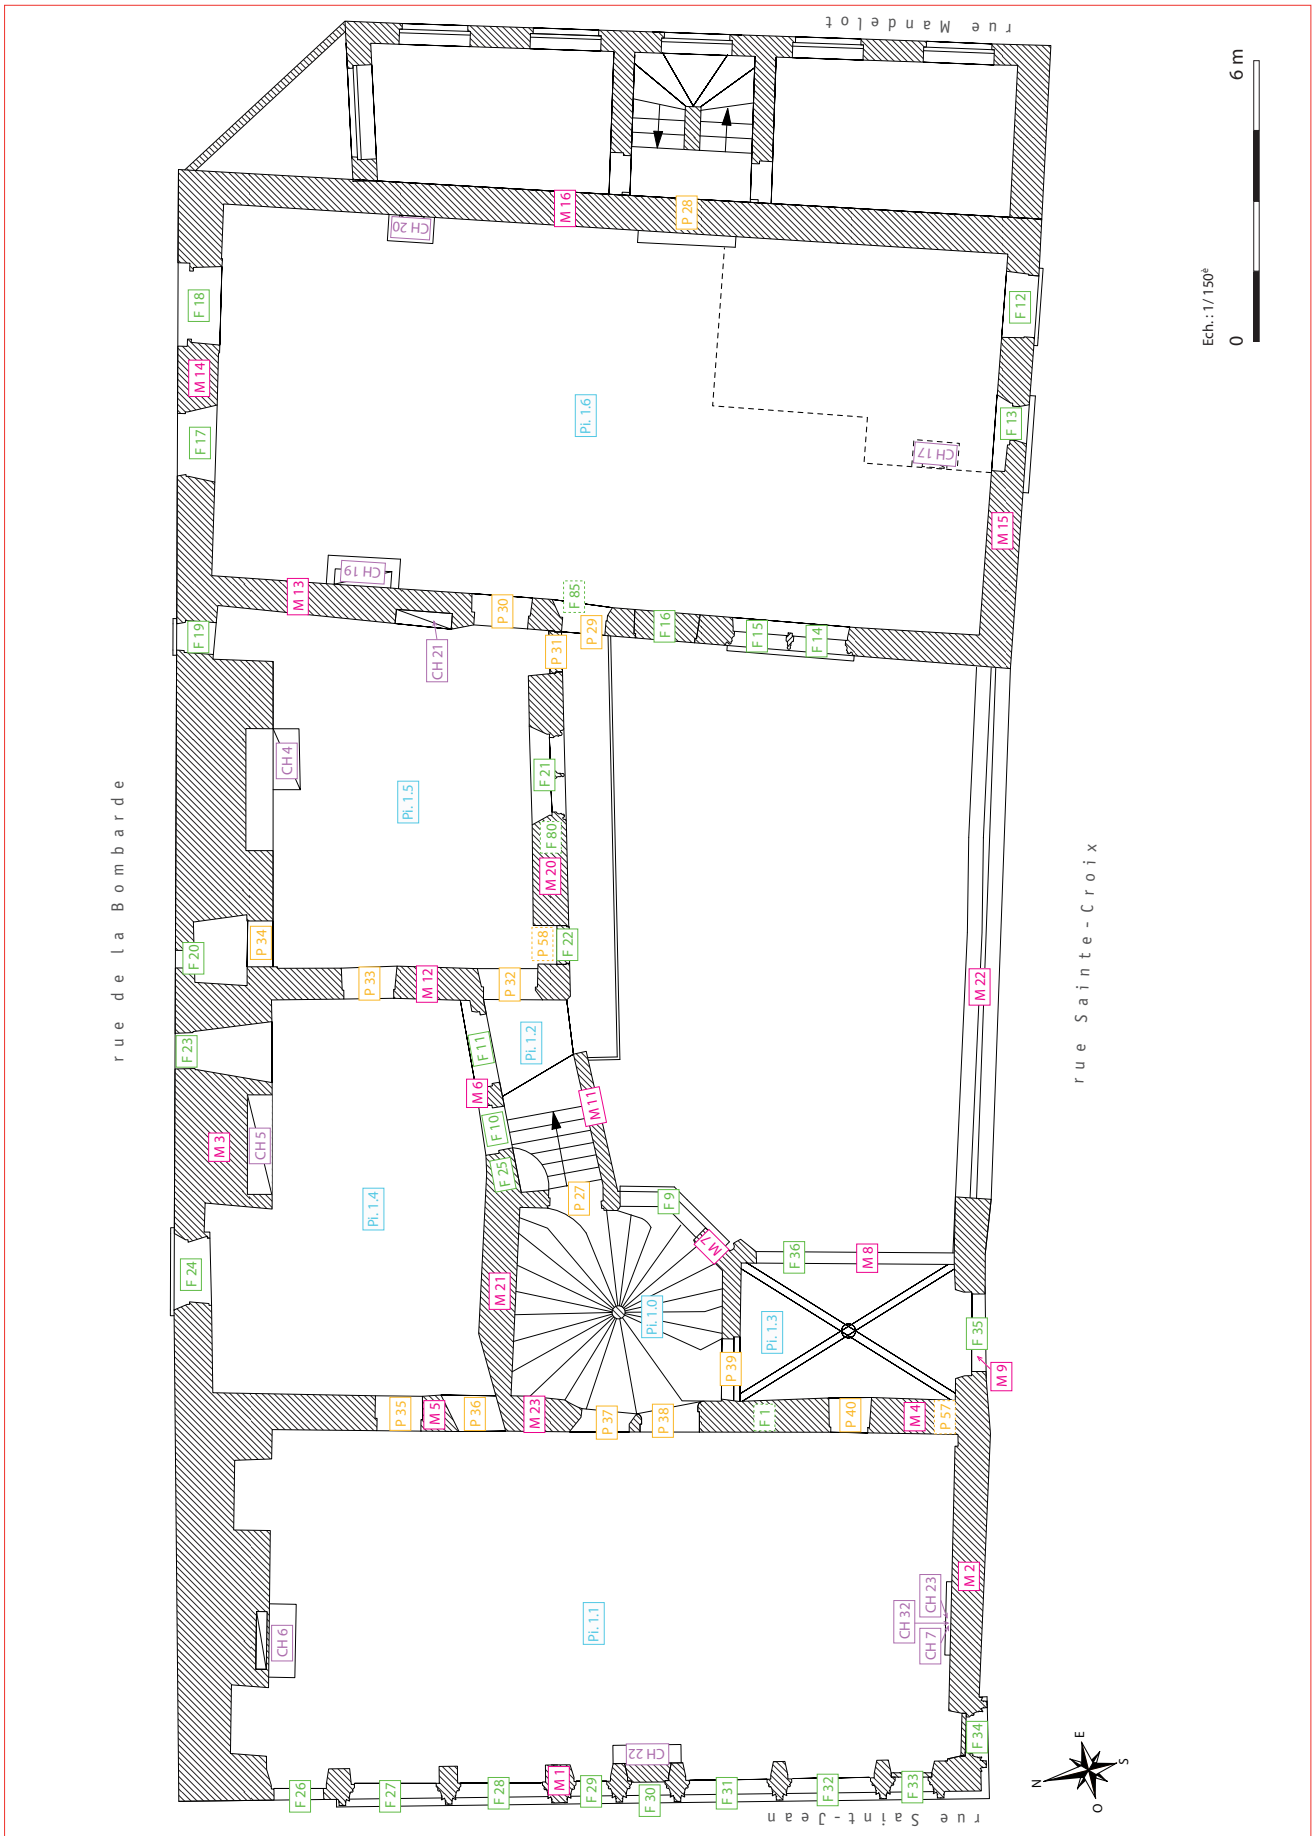 rue Mandelot
6 m
Ech. : 1/ 150è
0
M 16
P 28
CH 20
F 18
F 12
M 14
Pi. 1.6
F 17
F 13
CH 17
M 15
CH 19
M 13
F 85
P 30
P 29
F 16
F 15
F 14
F 19
P 31
CH 21
CH 4
F 21
Pi. 1.5
F 80
M 20
rue de la Bombarde
rue Sainte-Croix
P 34
F 20
P 58
F 22
P 33
M 12
P 32
M 22
F 23
F 11
Pi. 1.2
M 6
M 11
F 10
M 3
CH 5
F 25
Pi. 1.4
P 27
F 9
M 7
F 36
M 8
F 24
M 21
Pi. 1.0
Pi. 1.3
F 35
P 39
M 9
P 35
M 5
P 36
M 23
P 37
P 38
F 1
P 40
M 4
P 57
M 2
CH 6
Pi. 1.1
CH 32
CH 23
CH 7
F 34
CH 22
F 26
F 27
F 28
M 1
F 29
F 30
F 31
F 32
F 33
rue Saint-Jean
N
E
S
O